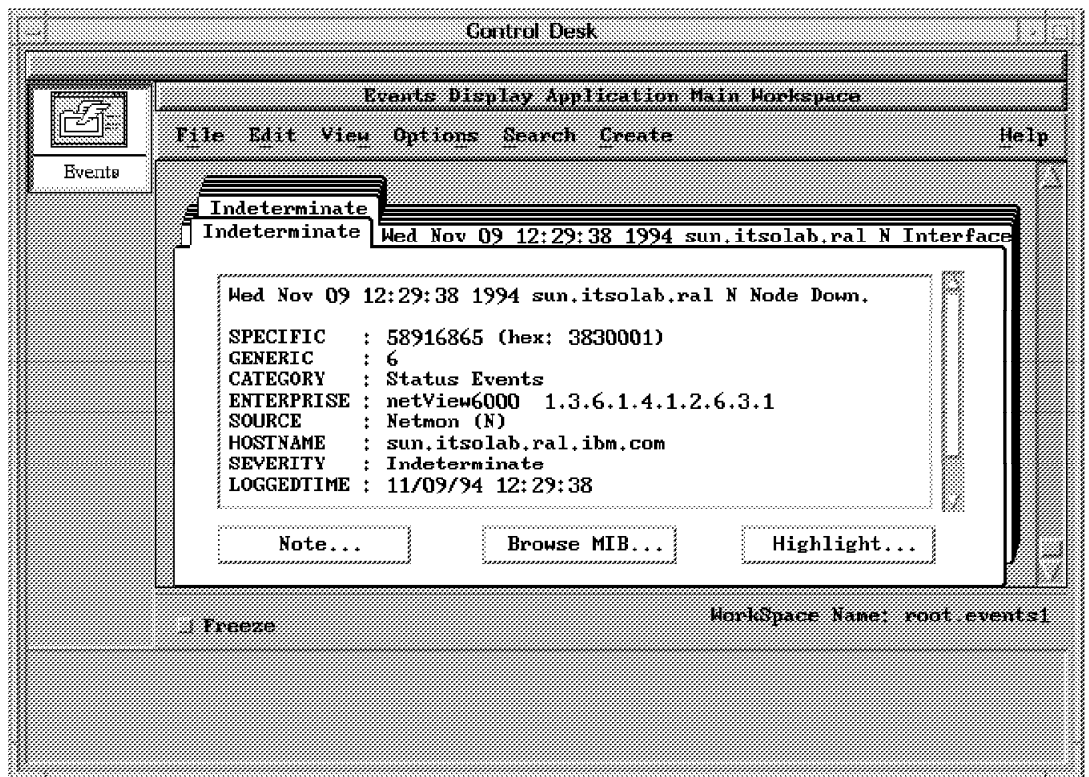 Control Desk
Events Display Application Main Workspace
File Edit View Options Search Create Help
Events
Indeterminate
Indeterminate Wed Nov 09 12:29:38 1994 sun.itsolab.ral N Interface
Wed Nov 09 12:29:38 1994 sun.itsolab.ral N Node Down.
SPECIFIC : 58916865 (hex: 3830001)
GENERIC : 6
CATEGORY : Status Events
ENTERPRISE : netView6000 1.3.6.1.4.1.2.6.3.1
SOURCE : Netmon (N)
HOSTNAME : sun.itsolab.ral.ibm.com
SEVERITY : Indeterminate
LOGGEDTIME : 11/09/94 12:29:38
Note... Browse MIB... Highlight...
Freeze WorkSpace Name: root.events1